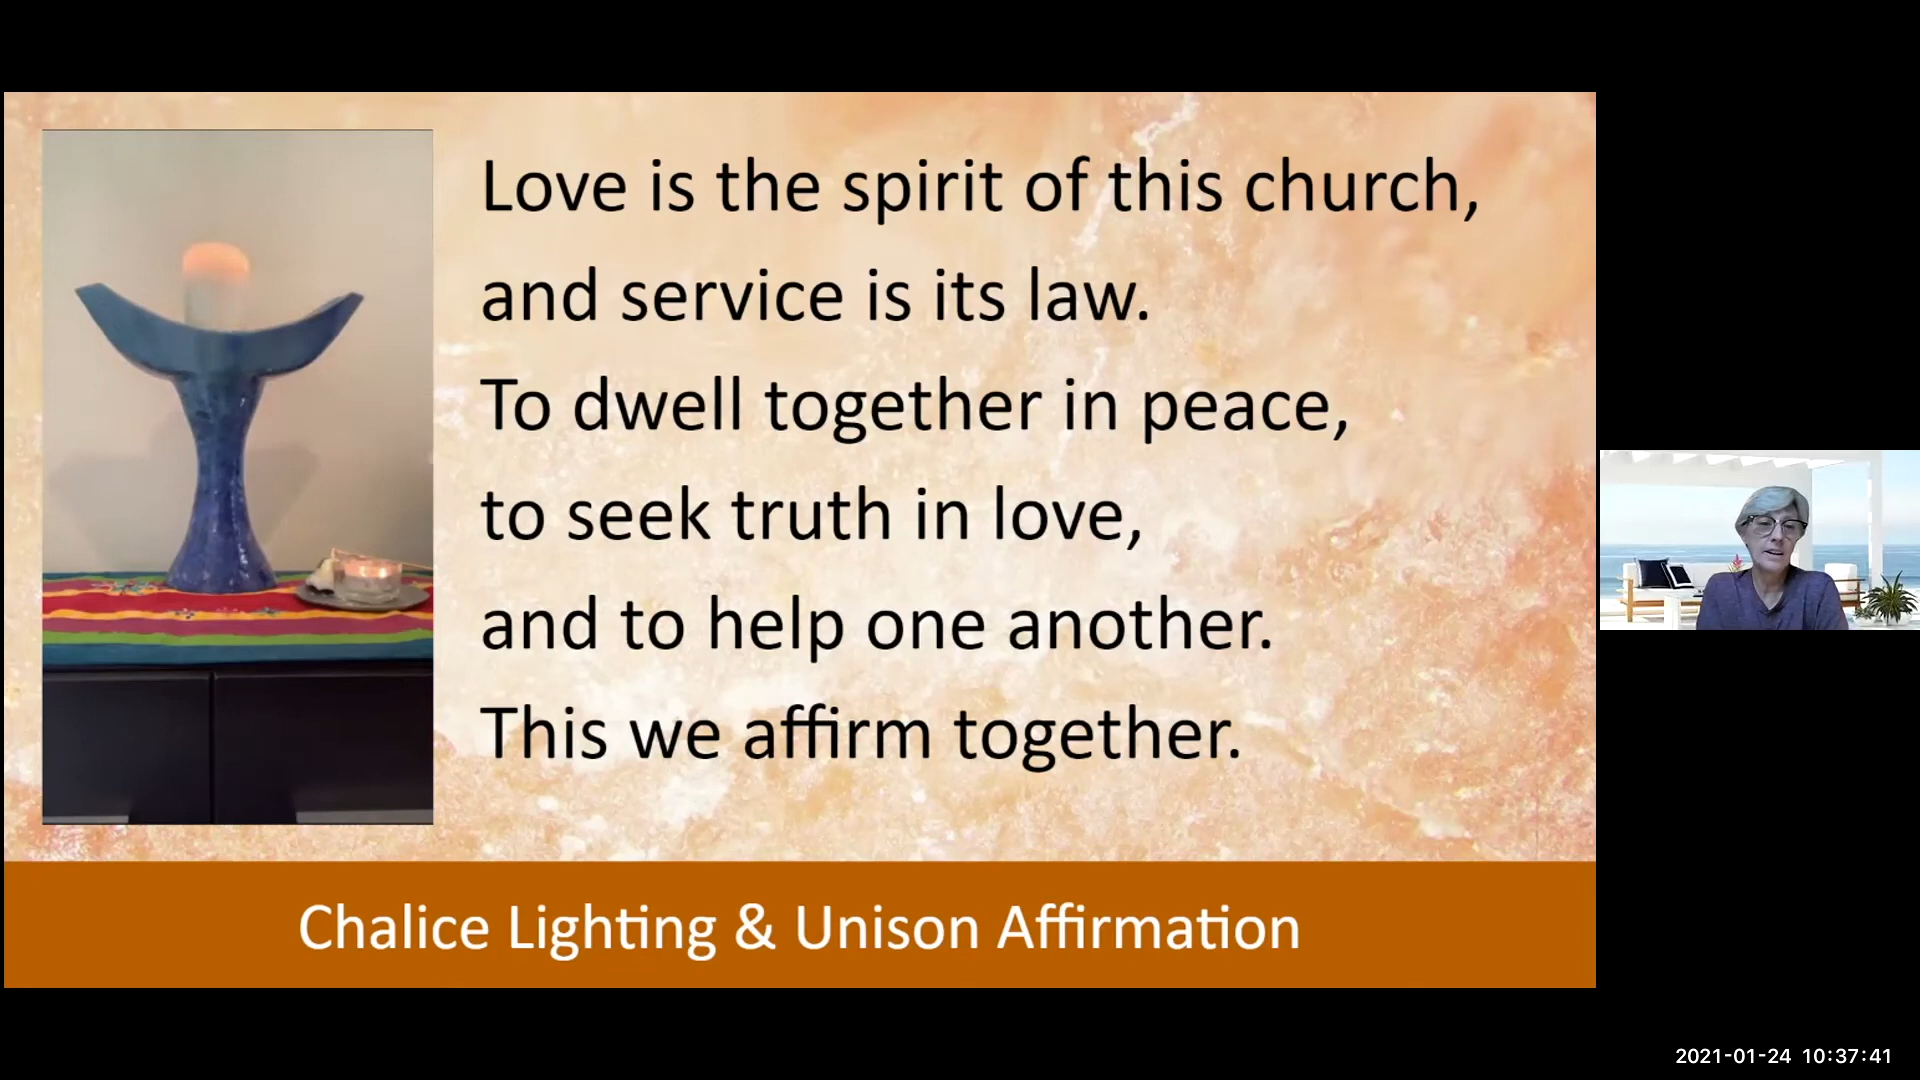 Love is the spirit of this church,
and service is its law.
To dwell together in peace,
to seek truth in love,
and to help one another.
This we affirm together.
Chalice Lighting & Unison Affirmation
2021-01-24 10:37:41